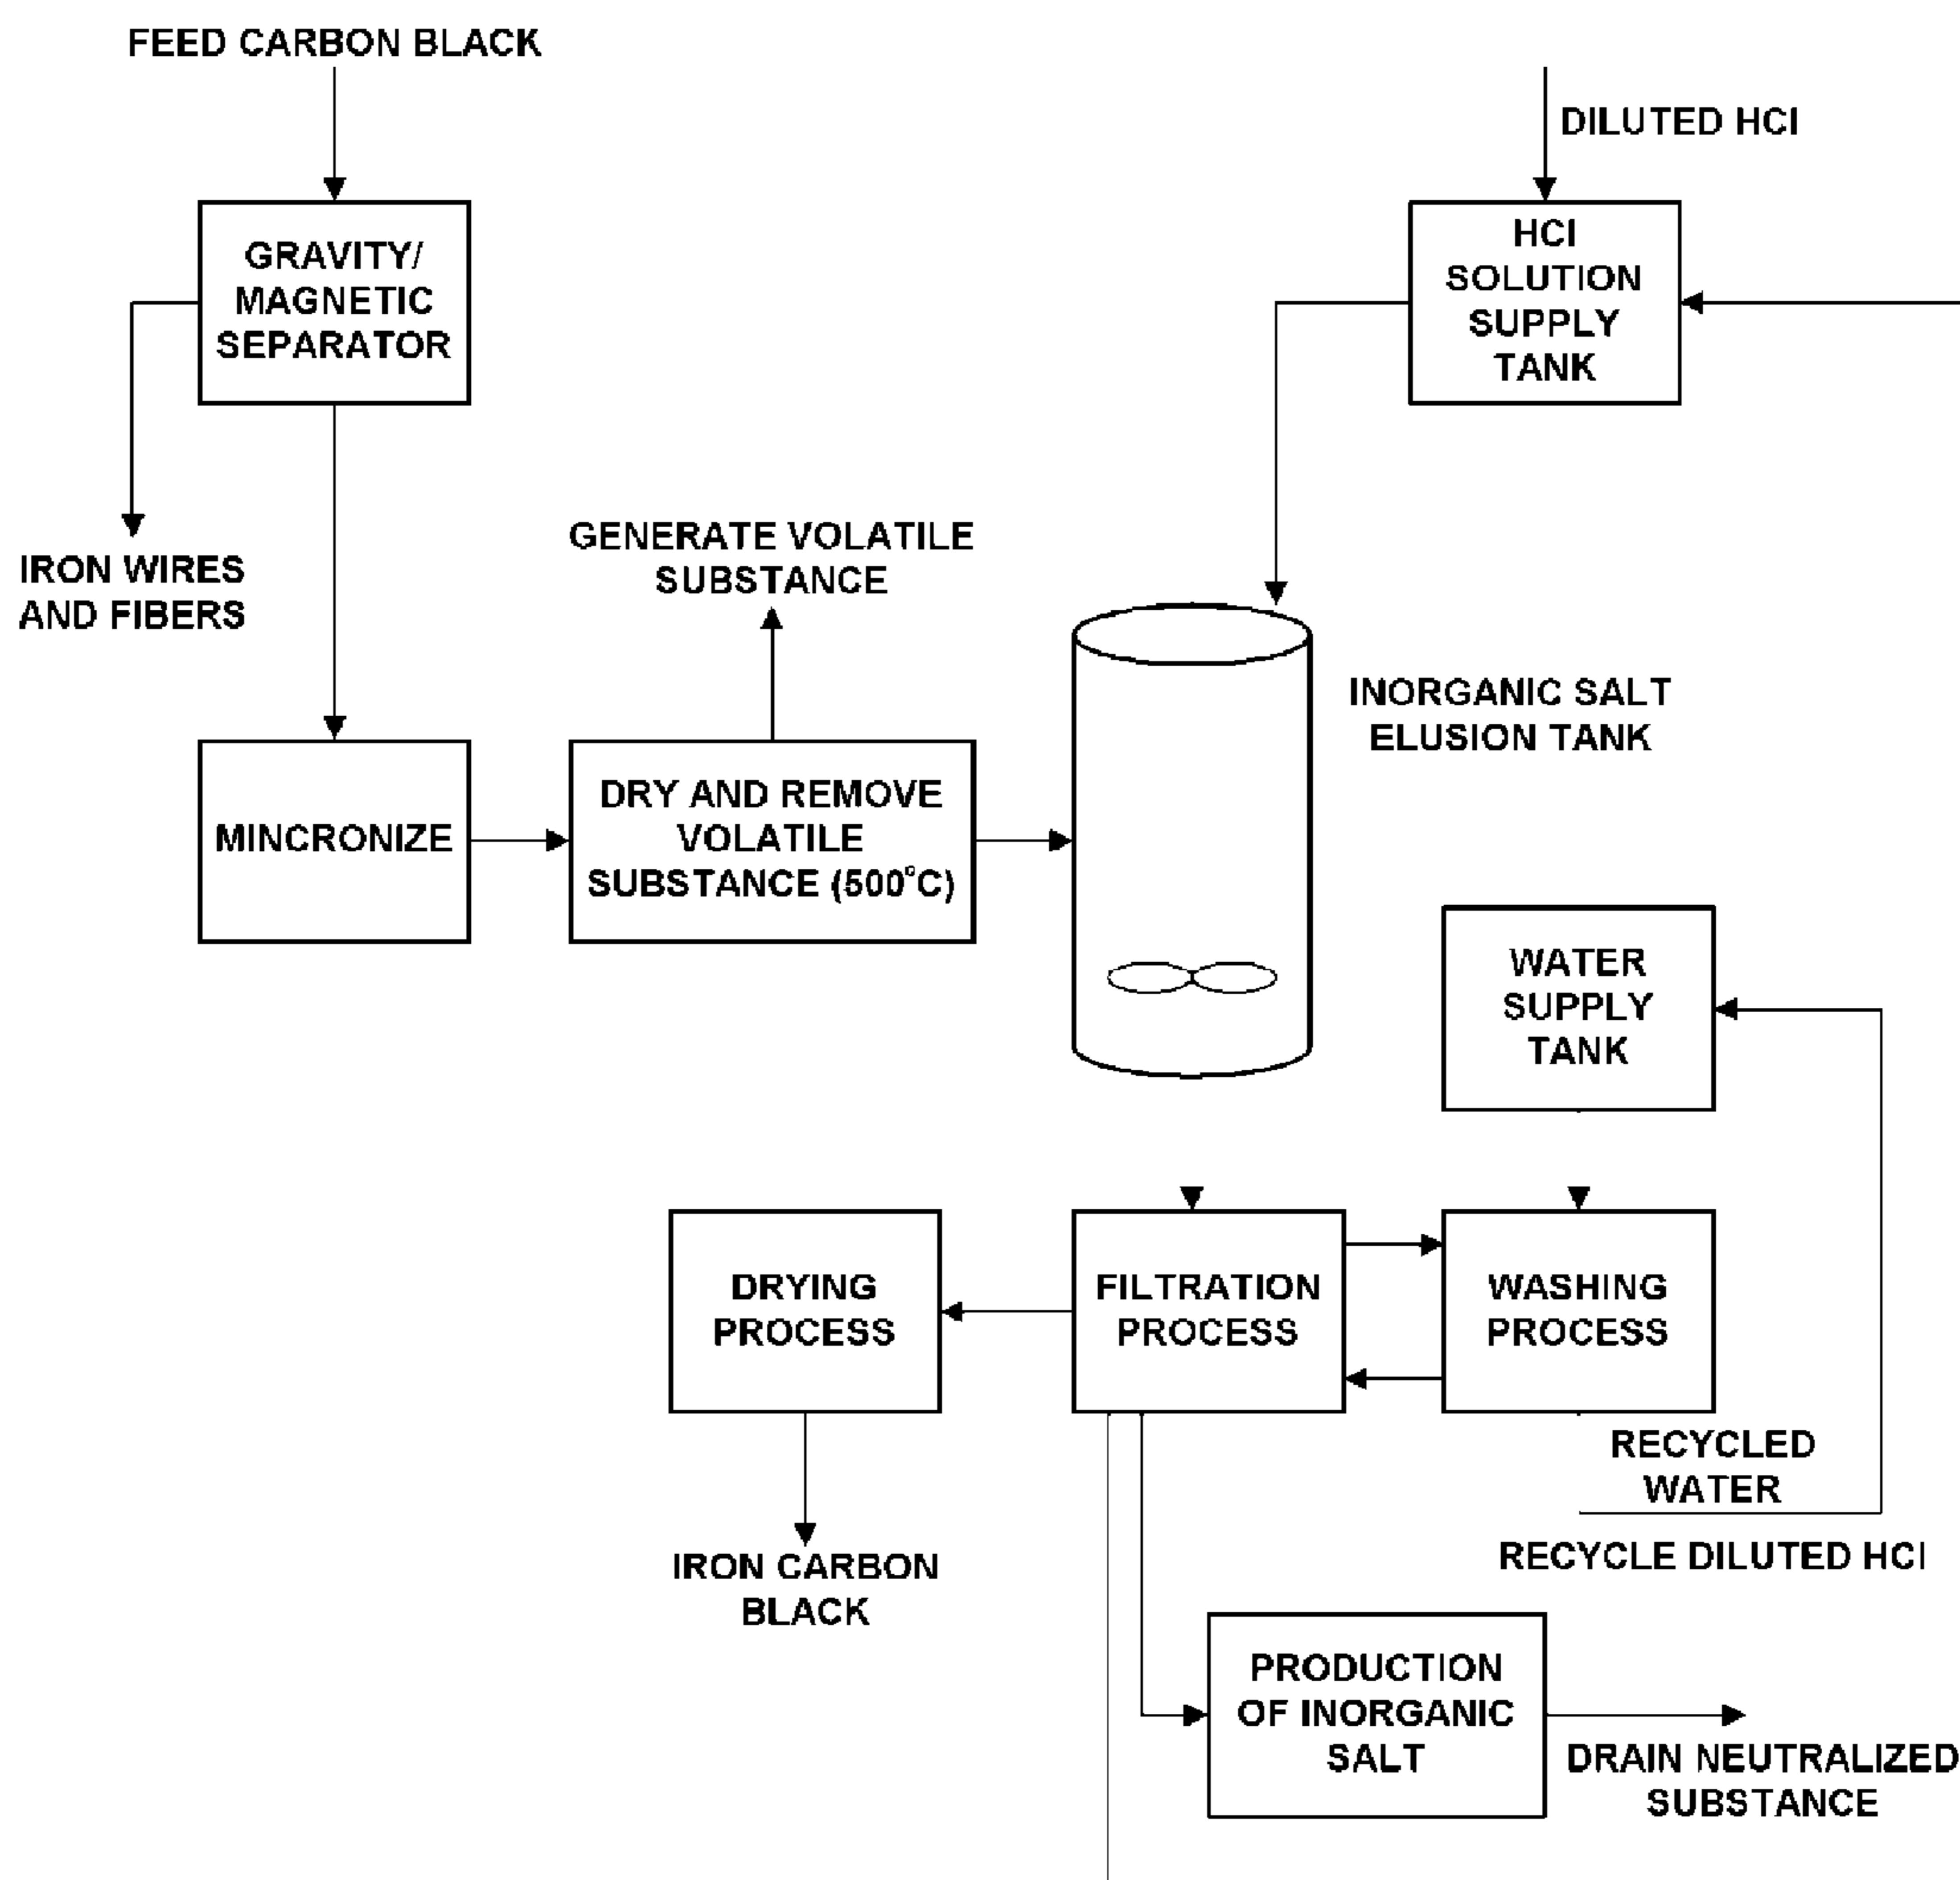 FEED CARBON BLACK
DILUTED HCl
GRAVITY/
MAGNETIC
SEPARATOR
HCl
SOLUTION
SUPPLY
TANK
IRON WIRES
AND FIBERS
GENERATE VOLATILE
SUBSTANCE
INORGANIC SALT
ELUSION TANK
MINCRONIZE
DRY AND REMOVE
VOLATILE
SUBSTANCE (500°C)
WATER
SUPPLY
TANK
DRYING
PROCESS
FILTRATION
PROCESS
WASHING
PROCESS
RECYCLED
WATER
RECYCLE DILUTED HCl
IRON CARBON
BLACK
PRODUCTION
OF INORGANIC
SALT
DRAIN NEUTRALIZED
SUBSTANCE